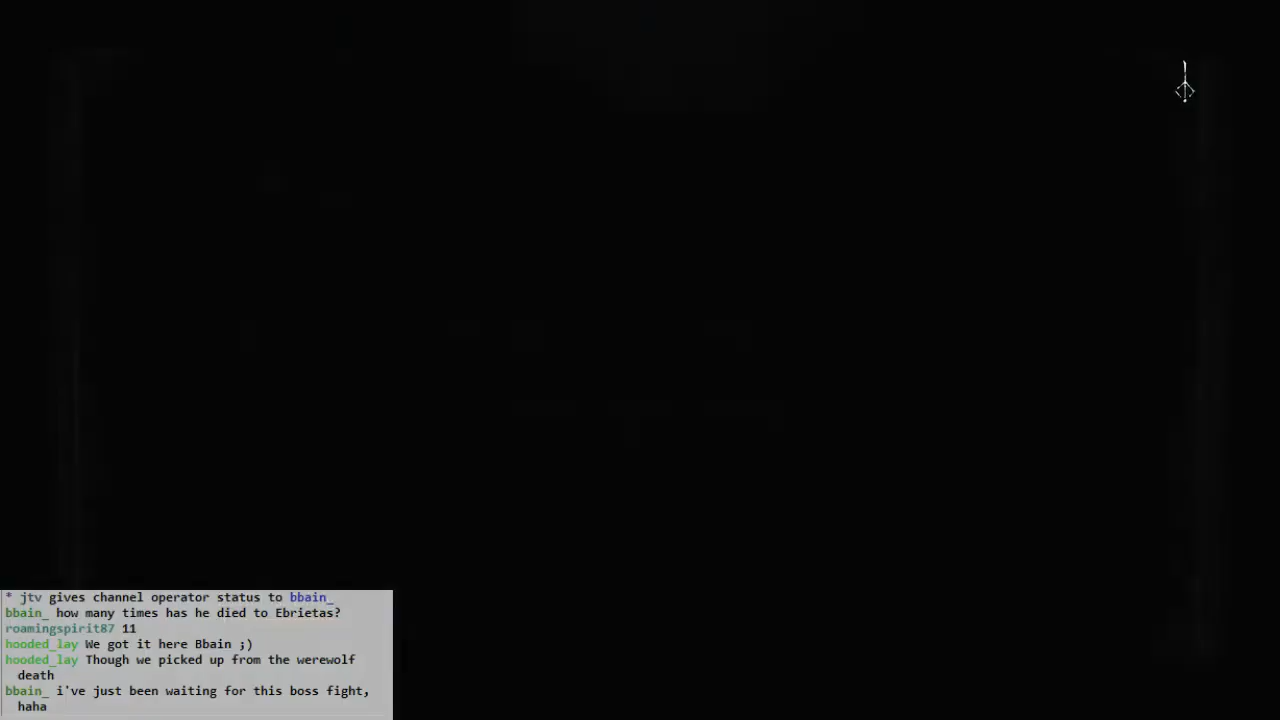 * jtv gives channel operator status to bbain_
bbain_ how many times has he died to Ebrietas?
roamingspirit87 11
hooded_lay We got it here Bbain ;)
hooded_lay Though we picked up from the werewolf
death
bbain_ i've just been waiting for this boss fight,
haha